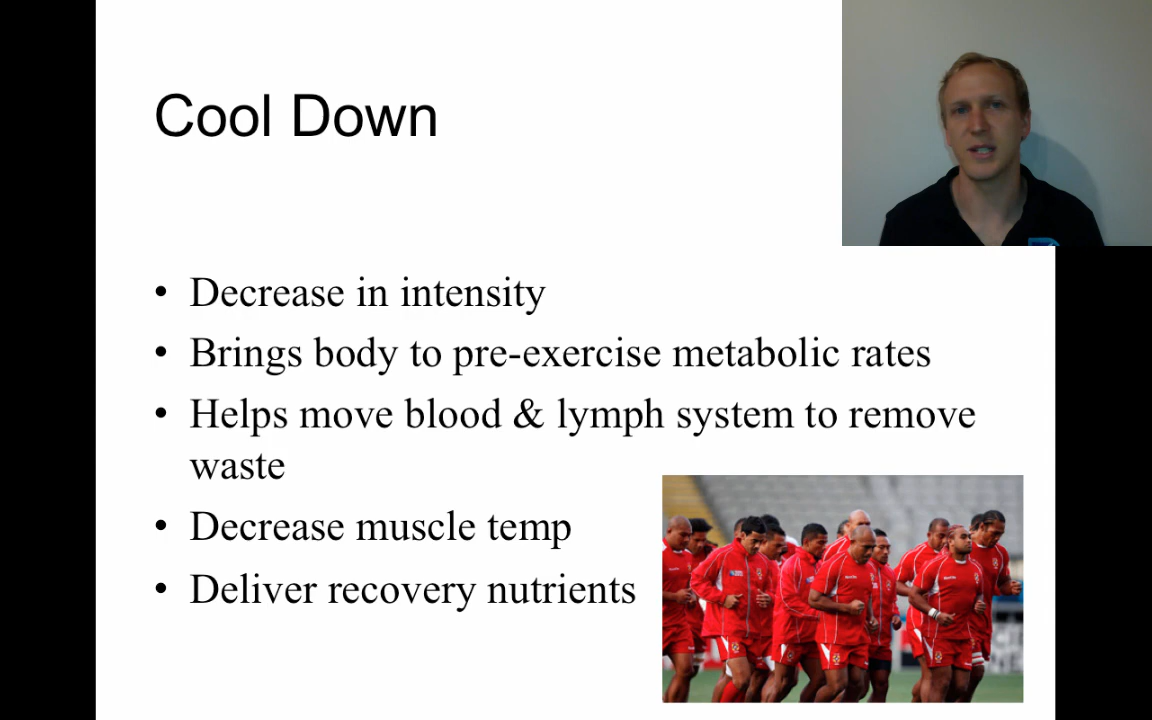 Cool Down
• Decrease in intensity
• Brings body to pre-exercise metabolic rates
• Helps move blood & lymph system to remove
waste
• Decrease muscle temp
• Deliver recovery nutrients